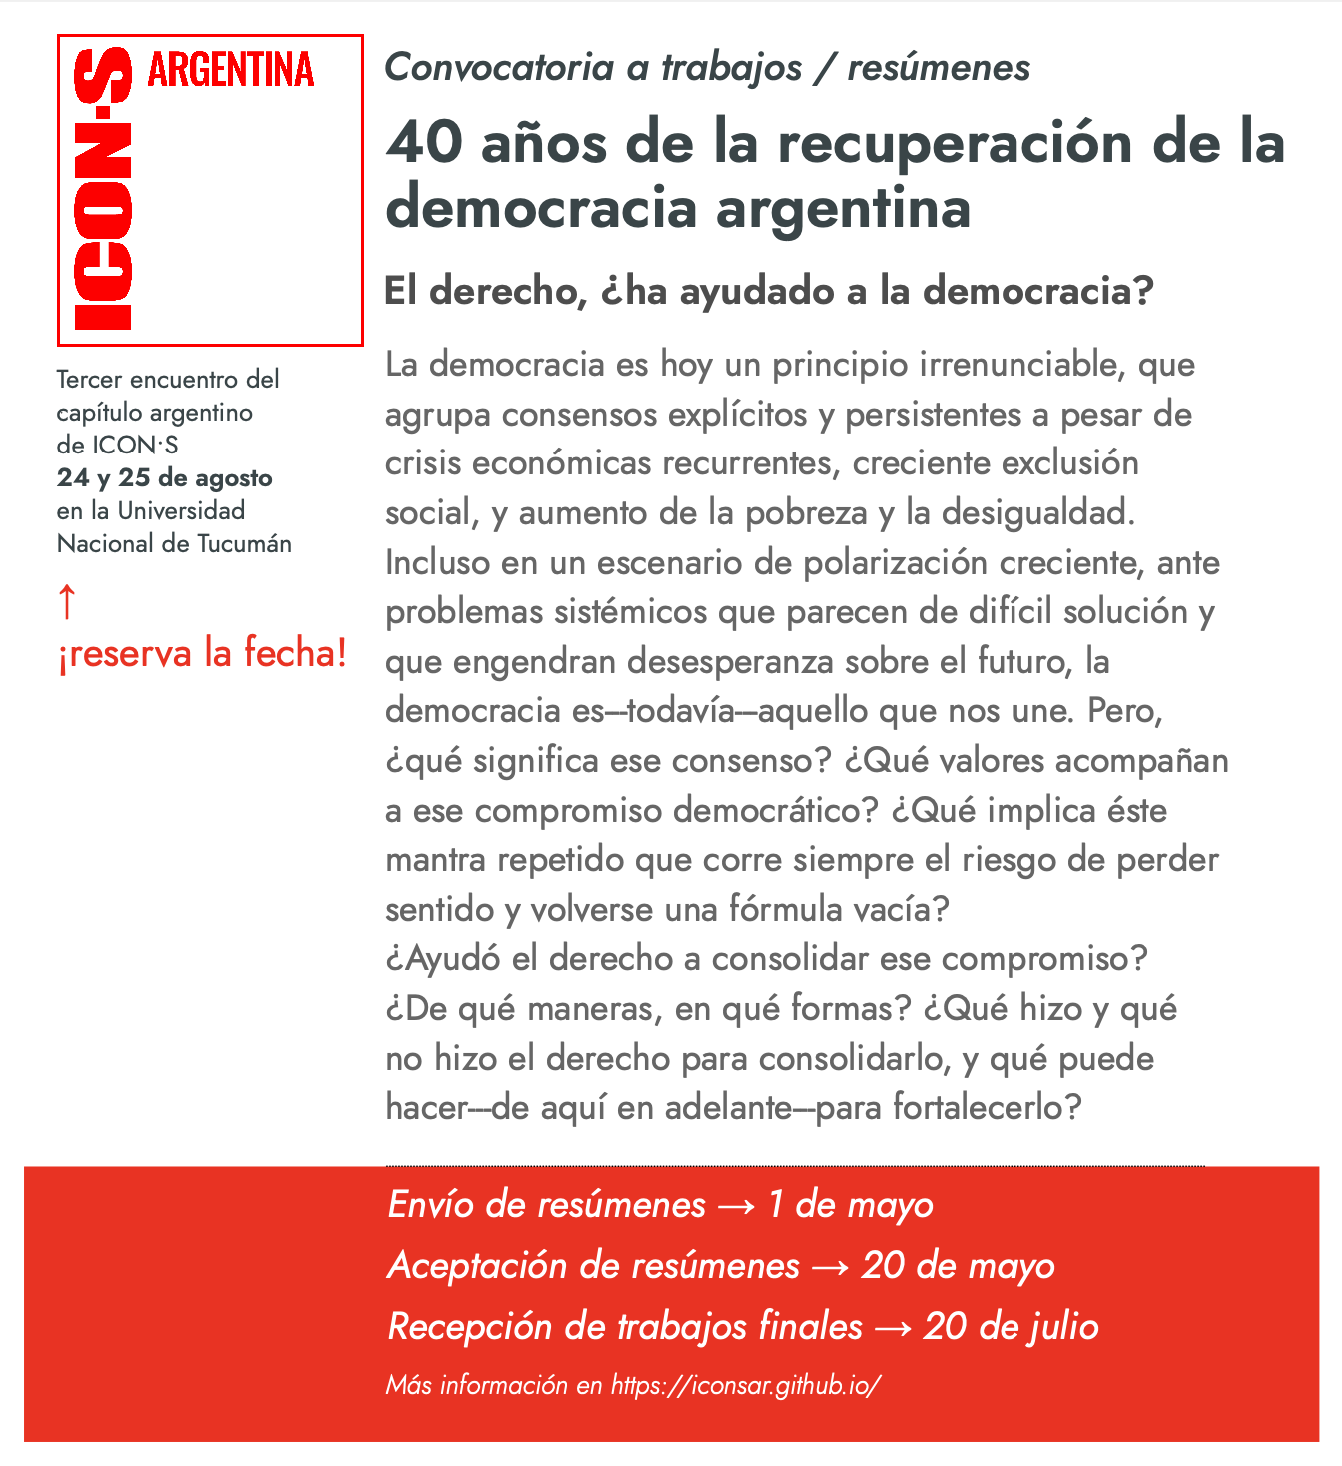 ICON·S
ARGENTINA
Tercer encuentro del
capítulo argentino
de ICON·S
24 y 25 de agosto
en la Universidad
Nacional de Tucumán
↑
¡reserva la fecha!
Convocatoria a trabajos / resúmenes
40 años de la recuperación de la
democracia argentina
El derecho, ¿ha ayudado a la democracia?
La democracia es hoy un principio irrenunciable, que
agrupa consensos explícitos y persistentes a pesar de
crisis económicas recurrentes, creciente exclusión
social, y aumento de la pobreza y la desigualdad.
Incluso en un escenario de polarización creciente, ante
problemas sistémicos que parecen de difícil solución y
que engendran desesperanza sobre el futuro, la
democracia es—todavía—aquello que nos une. Pero,
¿qué significa ese consenso? ¿Qué valores acompañan
a ese compromiso democrático? ¿Qué implica éste
mantra repetido que corre siempre el riesgo de perder
sentido y volverse una fórmula vacía?
¿Ayudó el derecho a consolidar ese compromiso?
¿De qué maneras, en qué formas? ¿Qué hizo y qué
no hizo el derecho para consolidarlo, y qué puede
hacer—de aquí en adelante—para fortalecerlo?
Envío de resúmenes → 1 de mayo
Aceptación de resúmenes → 20 de mayo
Recepción de trabajos finales → 20 de julio
Más información en https://iconsar.github.io/